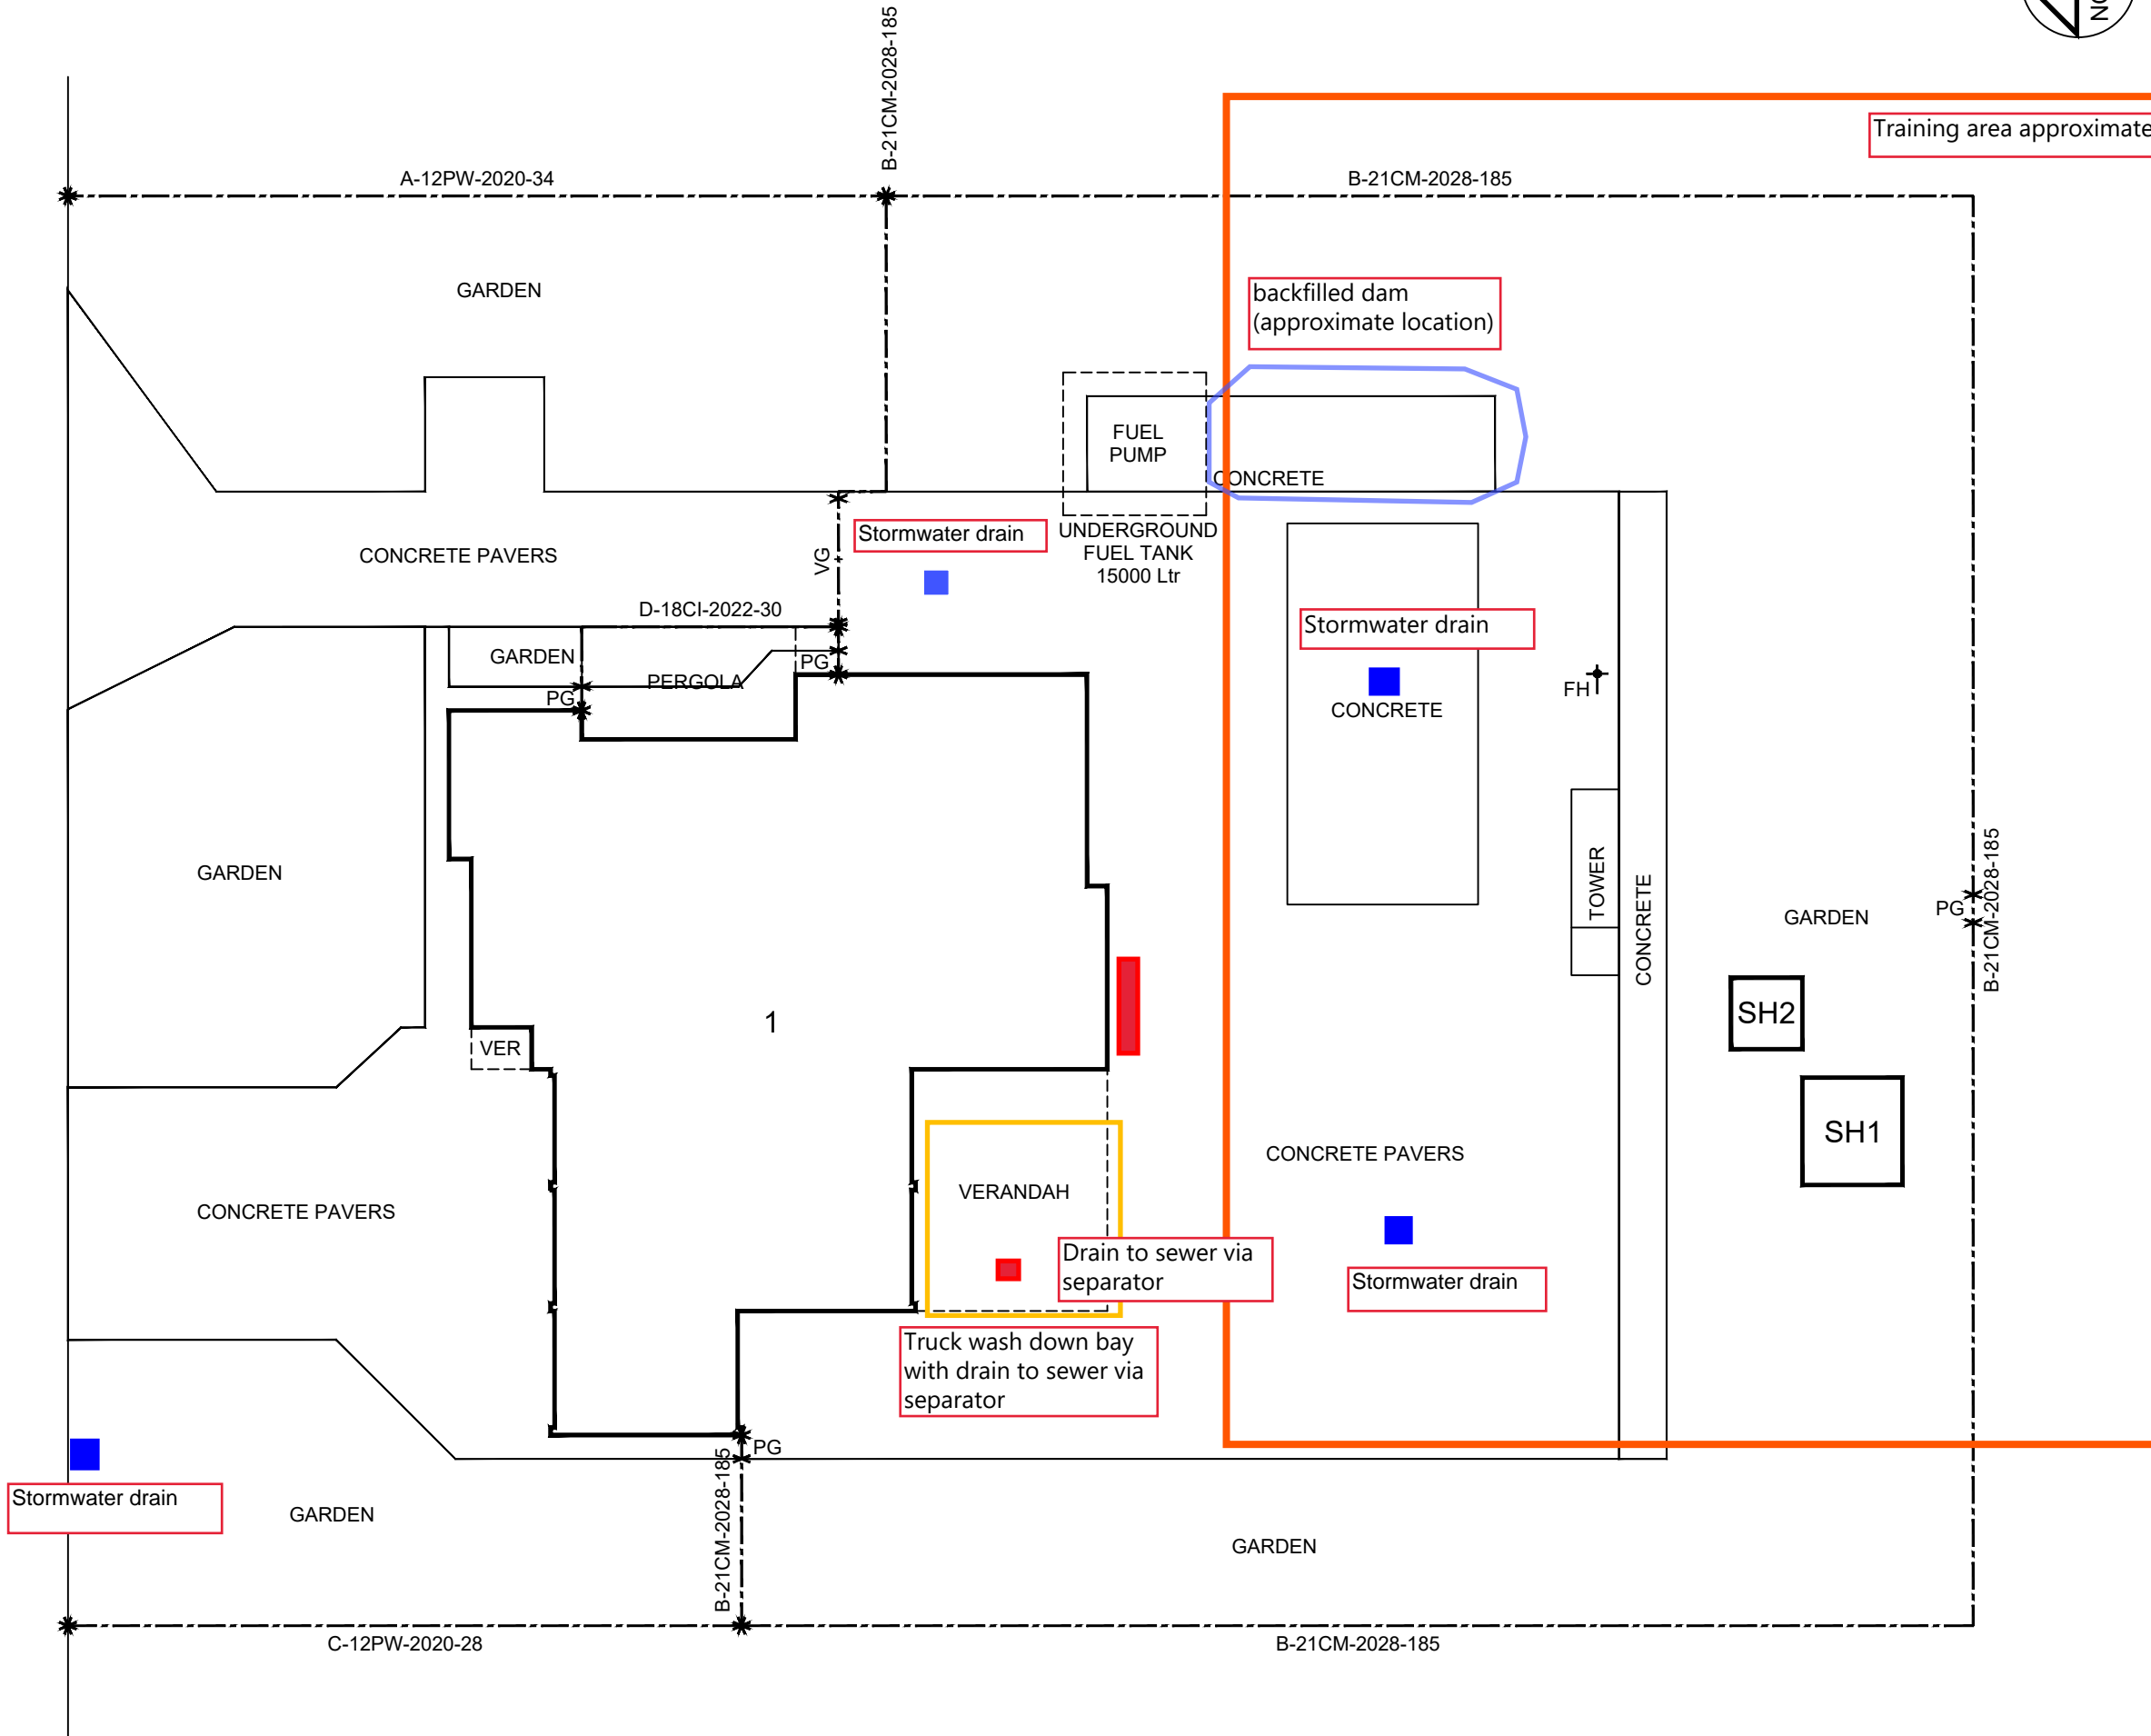 NO
B-21CM-2028-185
Training area approximate
A-12PW-2020-34
B-21CM-2028-185
GARDEN
backfilled dam
(approximate location)
FUEL
PUMP
CONCRETE
Stormwater drain
UNDERGROUND
FUEL TANK
15000 Ltr
CONCRETE PAVERS
VG
D-18CI-2022-30
Stormwater drain
GARDEN
PG
PERGOLA
PG
FH
CONCRETE
GARDEN
TOWER
CONCRETE
GARDEN
PG
B-21CM-2028-185
1
SH2
VER
SH1
CONCRETE PAVERS
VERANDAH
CONCRETE PAVERS
Drain to sewer via
separator
Stormwater drain
Truck wash down bay
with drain to sewer via
separator
PG
B-21CM-2028-185
Stormwater drain
GARDEN
GARDEN
C-12PW-2020-28
B-21CM-2028-185